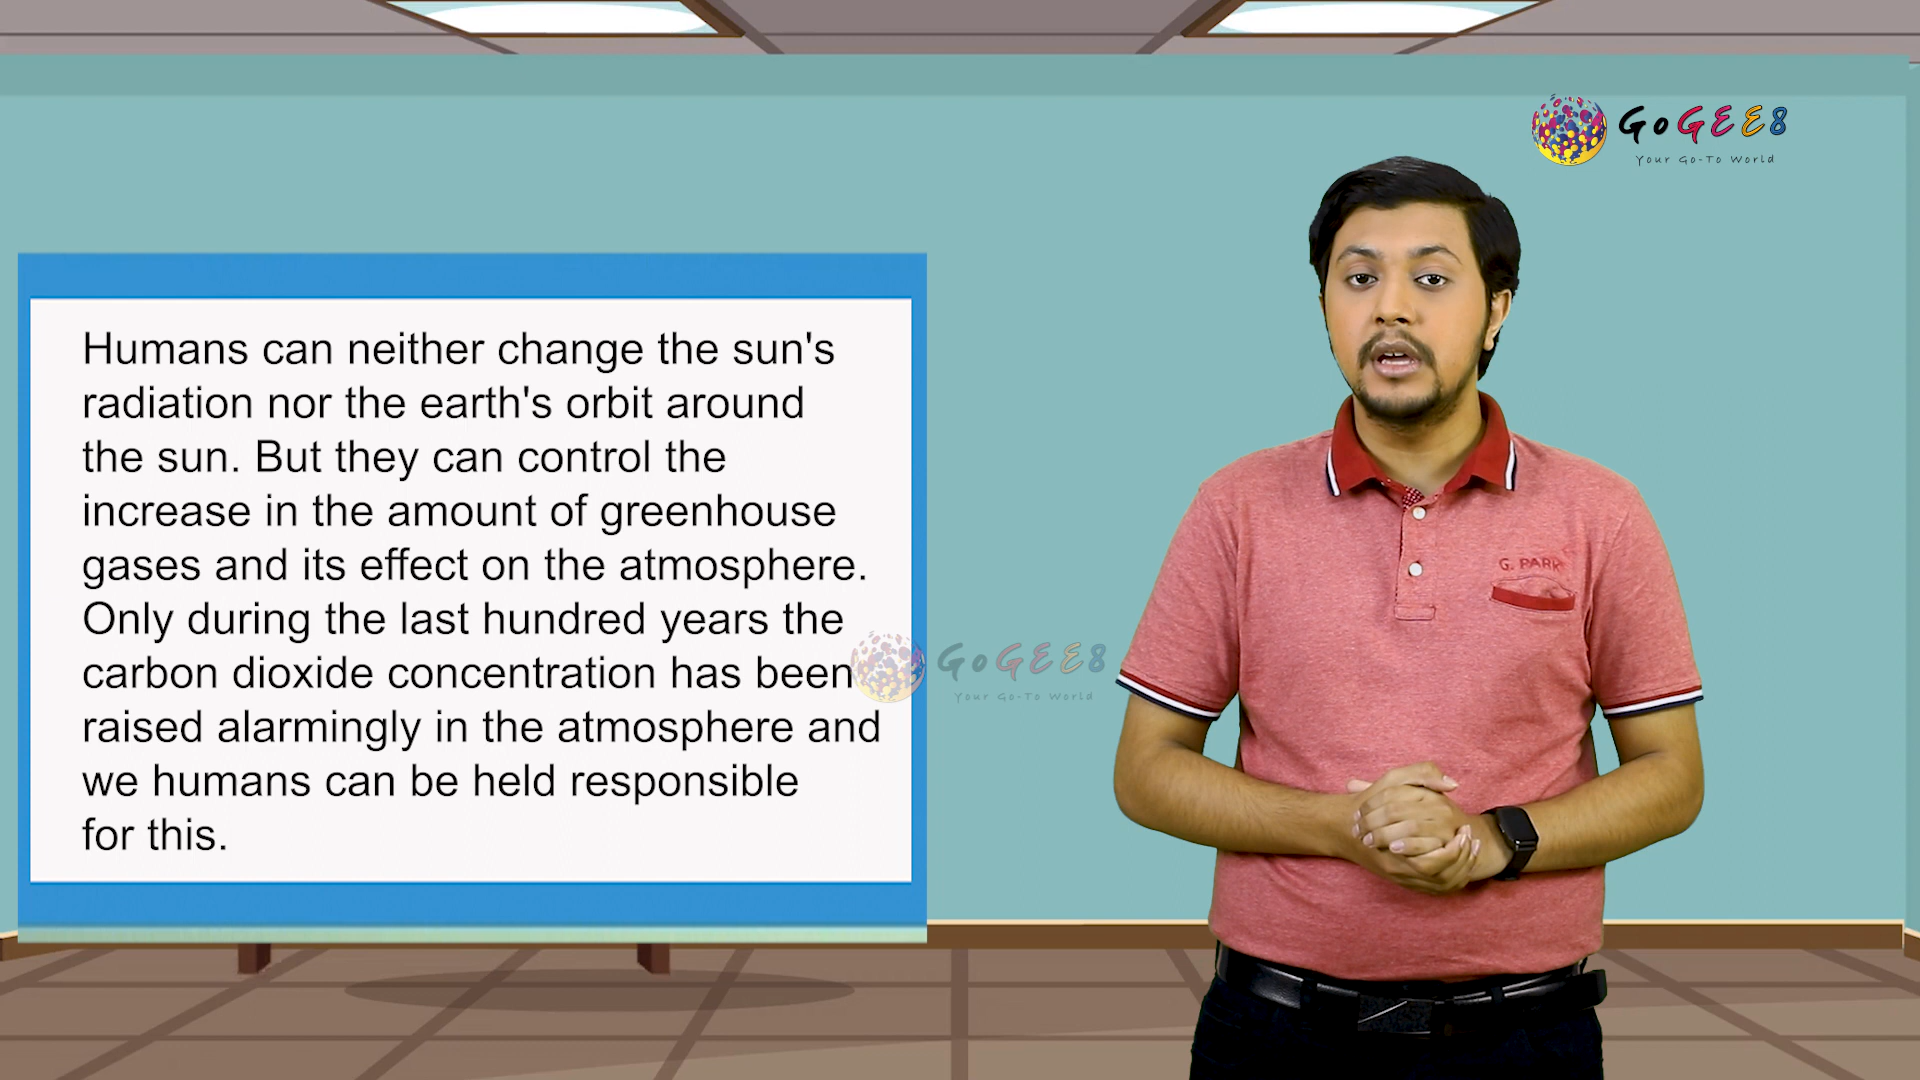 GoGEE8
Your Go-To World
Humans can neither change the sun's
radiation nor the earth's orbit around
the sun. But they can control the
increase in the amount of greenhouse
gases and its effect on the atmosphere.
Only during the last hundred years the
carbon dioxide concentration has been
raised alarmingly in the atmosphere and
we humans can be held responsible
for this.
GoGEE8
Your Go-To World
G. PARK